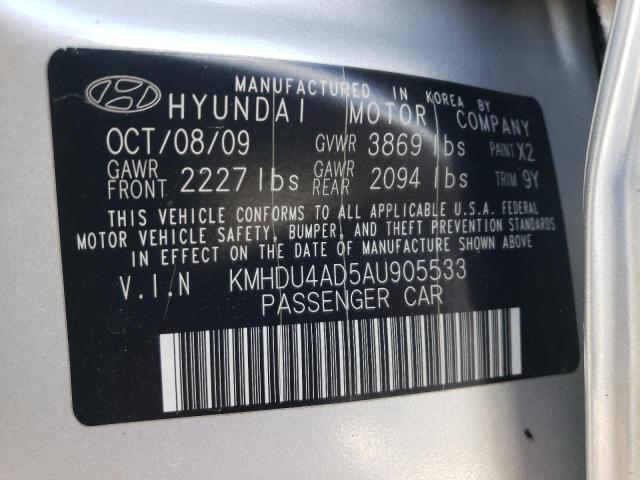 MANUFACTURED IN KOREA BY
HYUNDAI MOTOR COMPANY
OCT/08/09 GVWR 3869 lbs PAINT X2
GAWR FRONT 2227 lbs GAWR REAR 2094 lbs TRIM 9Y
THIS VEHICLE CONFORMS TO ALL APPLICABLE U.S.A. FEDERAL
MOTOR VEHICLE SAFETY, BUMPER, AND THEFT PREVENTION STANDARDS
IN EFFECT ON THE DATE OF MANUFACTURE SHOWN ABOVE.
V.I.N KMHDU4AD5AU905533
PASSENGER CAR